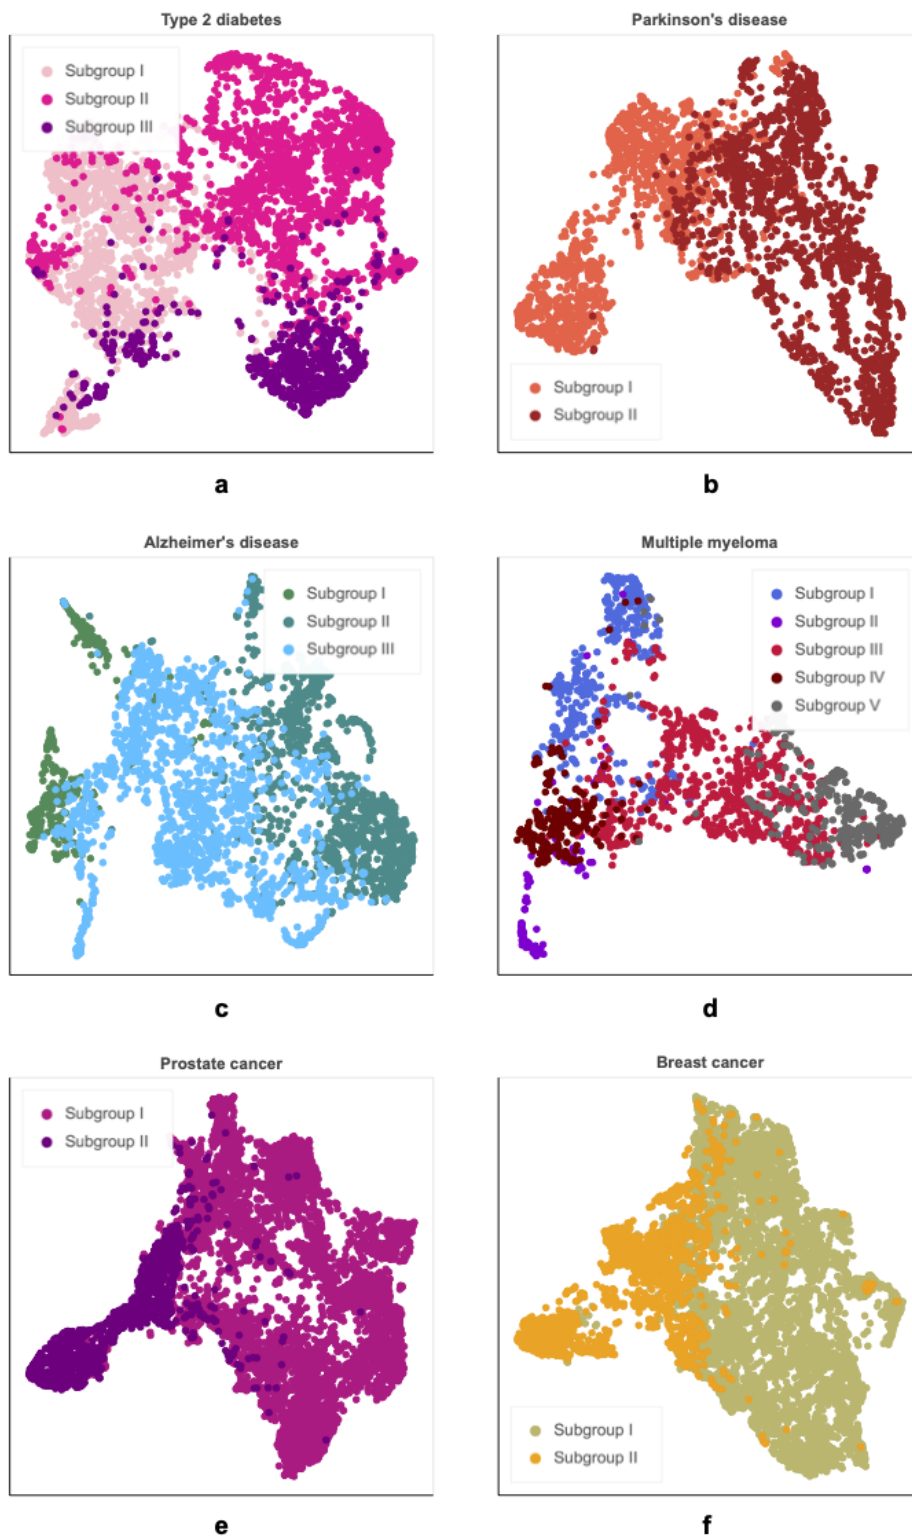 Type 2 diabetes
Subgroup I
Subgroup II
Subgroup III
a
Parkinson's disease
Subgroup I
Subgroup II
b
Alzheimer's disease
Subgroup I
Subgroup II
Subgroup III
c
Multiple myeloma
Subgroup I
Subgroup II
Subgroup III
Subgroup IV
Subgroup V
d
Prostate cancer
Subgroup I
Subgroup II
e
Breast cancer
Subgroup I
Subgroup II
f